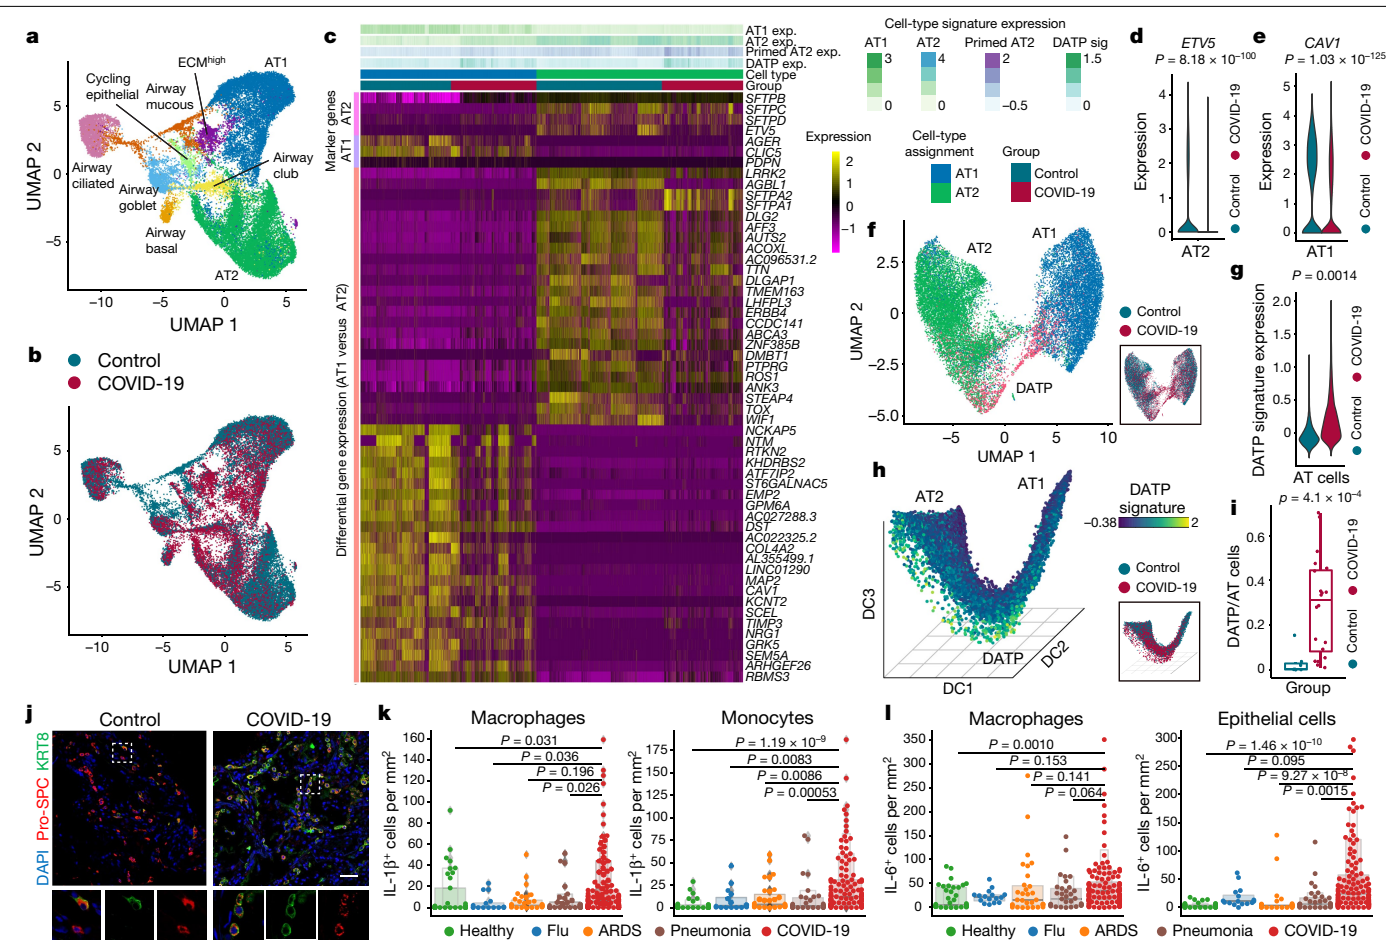 a
AT1
ECMhigh
Cycling
epithelial
Airway
mucous
Airway
club
Airway
ciliated
Airway
goblet
Airway
basal
AT2
5
0
−5
UMAP 2
−10
−5
0
5
UMAP 1
b
Control
COVID-19
5
0
−5
UMAP 2
−10
−5
0
5
UMAP 1
c
AT1 exp.
AT2 exp.
Primed AT2 exp.
DATP exp.
Cell type
Group
Marker genes
AT2
AT1
Differential gene expression (AT1 versus AT2)
SFTPB
SFTPC
SFTPD
ETV5
AGER
CLIC5
PDPN
LRRK2
AGBL1
SFTPA2
SFTPA1
DLG2
AFF3
AUTS2
ACOXL
AC096531.2
TTN
DLGAP1
TMEM163
LHFPL3
ERBB4
CCDC141
ABCA3
ZNF385B
DMBT1
PTPRG
ROS1
ANK3
STEAP4
TOX
WIF1
NCKAP5
NTM
RTKN2
KHDRBS2
ATF7IP2
ST6GALNAC5
EMP2
GPM6A
AC027288.3
DST
AC022325.2
COL4A2
AL355499.1
LINC01290
MAP2
CAV1
KCNT2
SCEL
TIMP3
NRG1
GRK5
SEM5A
ARHGEF26
RBMS3
Cell-type signature expression
AT1
AT2
Primed AT2
DATP sig
3
0
4
0
2
−0.5
1.5
0
Expression
2
1
0
−1
Cell-type
assignment
AT1
AT2
Group
Control
COVID-19
d
ETV5
P = 8.18 × 10−100
Expression
4
3
2
1
0
AT2
Control
COVID-19
e
CAV1
P = 1.03 × 10−125
Expression
5
4
3
2
1
0
AT1
Control
COVID-19
f
AT2
AT1
DATP
2.5
0
−2.5
−5.0
UMAP 2
−5
0
5
10
UMAP 1
Control
COVID-19
g
P = 0.0014
DATP signature expression
2.0
1.5
1.0
0.5
0
AT cells
Control
COVID-19
h
AT2
AT1
DATP
DC3
DC1
DC2
DATP
signature
−0.38
2
Control
COVID-19
i
p = 4.1 × 10−4
DATP/AT cells
0.6
0.4
0.2
0
Group
Control
COVID-19
j
Control
COVID-19
DAPI Pro-SPC KRT8
k
Macrophages
IL-1β+ cells per mm2
160
140
120
100
80
60
40
20
0
P = 0.031
P = 0.036
P = 0.196
P = 0.026
Monocytes
IL-1β+ cells per mm2
175
150
125
100
75
50
25
0
P = 1.19 × 10−9
P = 0.0083
P = 0.0086
P = 0.00053
Healthy
Flu
ARDS
Pneumonia
COVID-19
l
Macrophages
IL-6+ cells per mm2
350
300
250
200
150
100
50
0
P = 0.0010
P = 0.153
P = 0.141
P = 0.064
Epithelial cells
IL-6+ cells per mm2
300
250
200
150
100
50
0
P = 1.46 × 10−10
P = 0.095
P = 9.27 × 10−8
P = 0.0015
Healthy
Flu
ARDS
Pneumonia
COVID-19